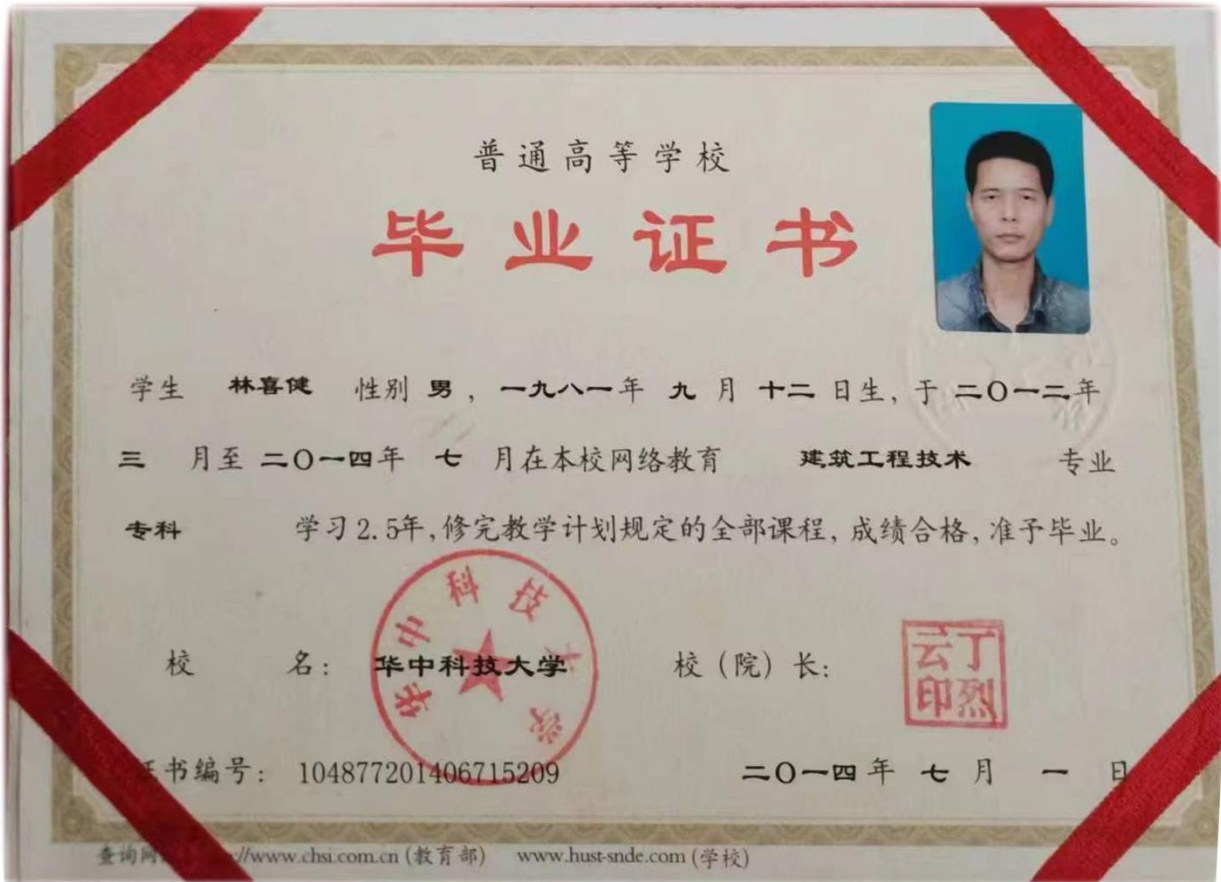 普通高等学校
毕业证书
学生 林喜健 性别 男，一九八一年 九 月 十二 日生，于 二〇一二年
三 月至 二〇一四年 七 月在本校网络教育 建筑工程技术 专业
专科 学习2.5年，修完教学计划规定的全部课程，成绩合格，准予毕业。
华中科技大学
校 名： 华中科技大学 校（院）长：
云丁
印烈
书编号： 104877201406715209 二〇一四年 七 月 一 日
查询网 //www.chsi.com.cn (教育部) www.hust-snde.com (学校)